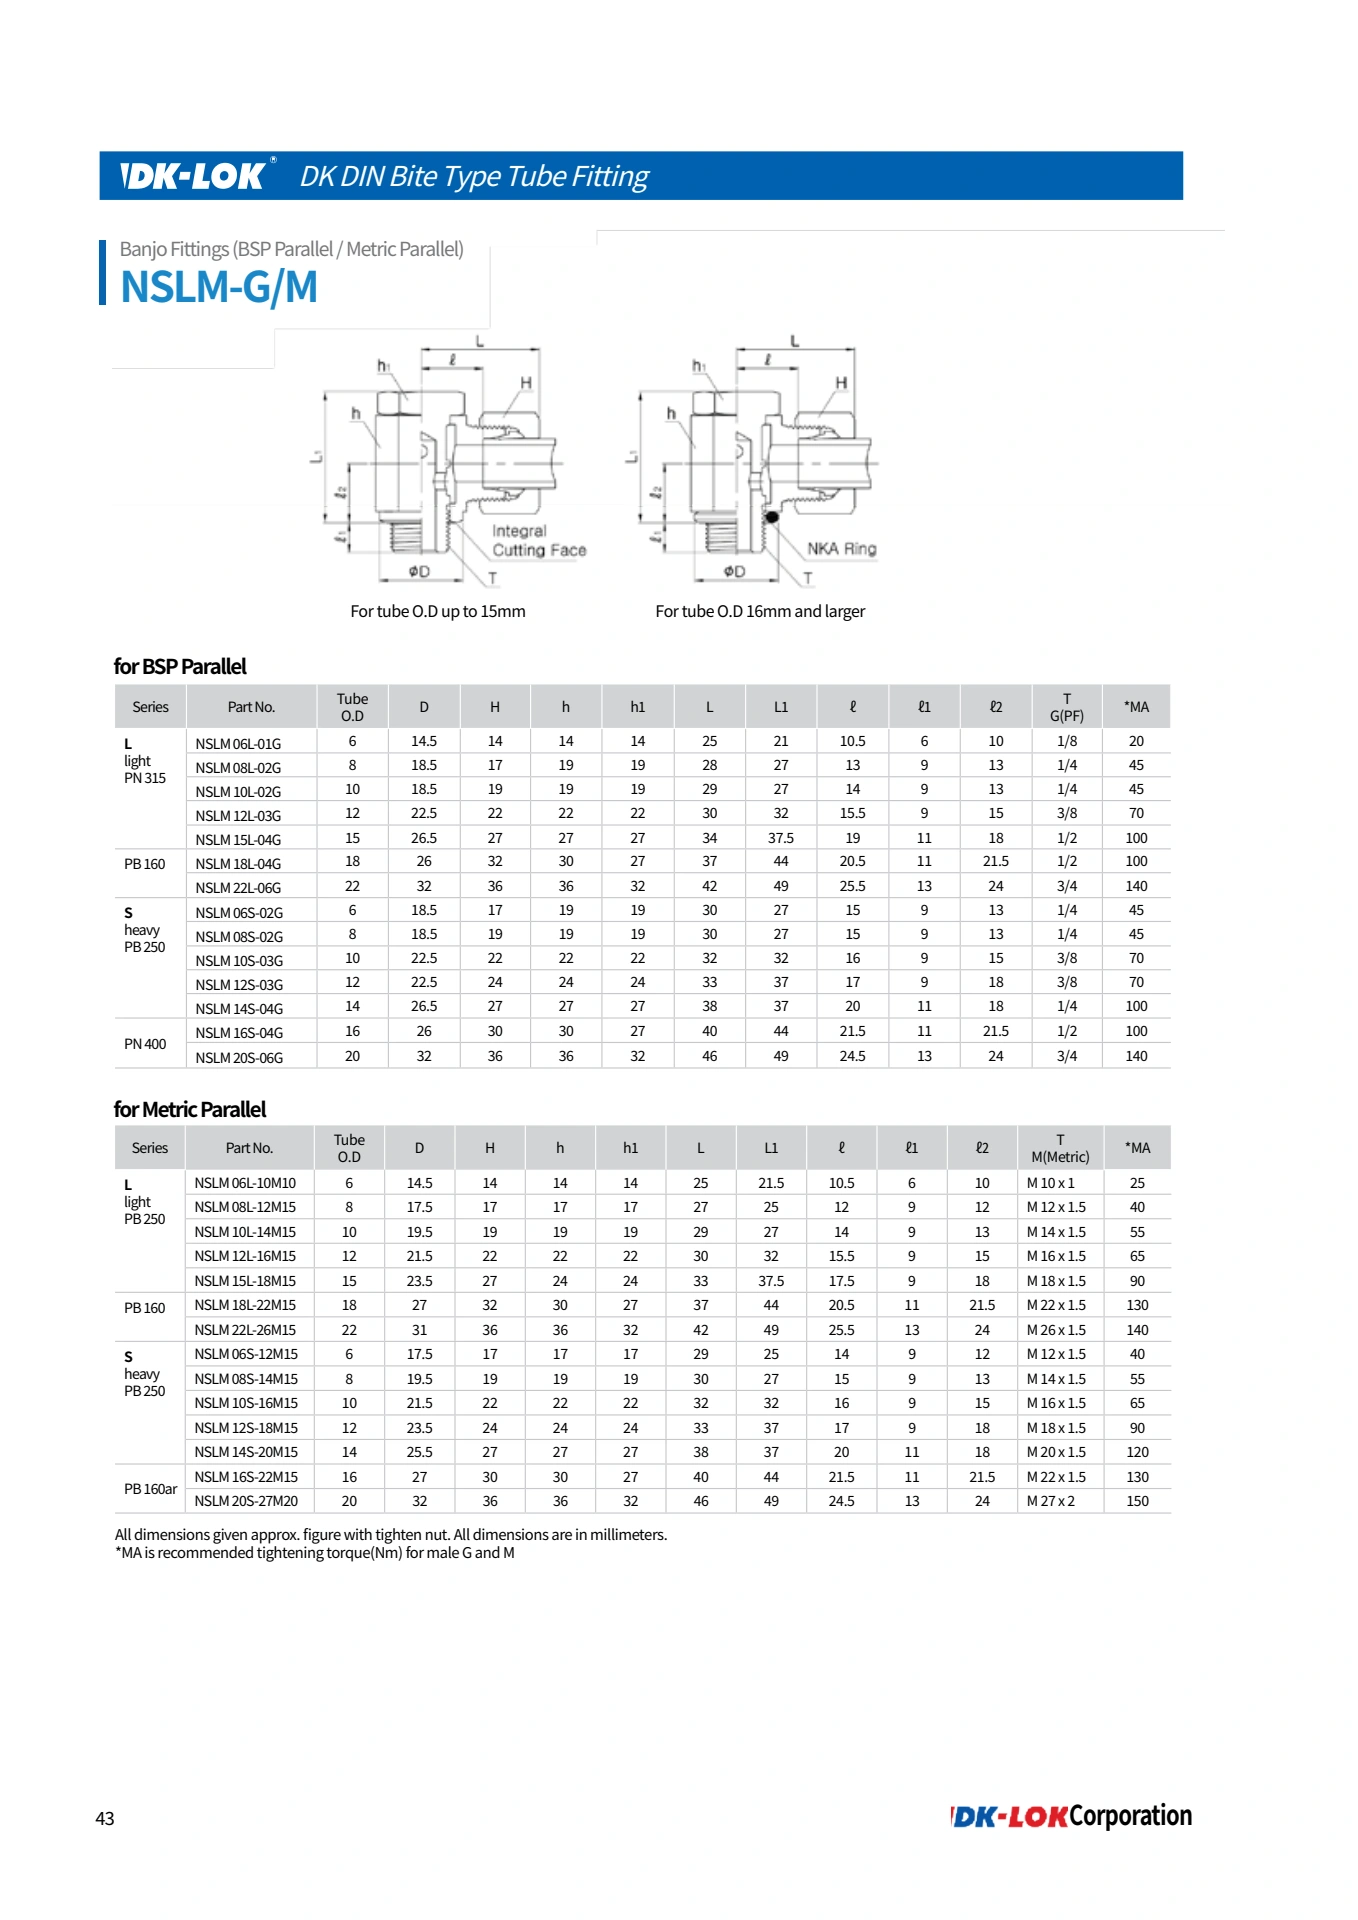 DK-LOK® DK DIN Bite Type Tube Fitting
Banjo Fittings (BSP Parallel / Metric Parallel)
NSLM-G/M
L
ℓ
h1
H
h
L1
ℓ2
ℓ1
Integral
Cutting Face
øD
T
For tube O.D up to 15mm
L
ℓ
h1
H
h
L1
ℓ2
ℓ1
NKA Ring
øD
T
For tube O.D 16mm and larger
for BSP Parallel
Series Part No. Tube O.D D H h h1 L L1 ℓ ℓ1 ℓ2 T G(PF) *MA
L light PN 315
NSLM 06L-01G 6 14.5 14 14 14 25 21 10.5 6 10 1/8 20
NSLM 08L-02G 8 18.5 17 19 19 28 27 13 9 13 1/4 45
NSLM 10L-02G 10 18.5 19 19 19 29 27 14 9 13 1/4 45
NSLM 12L-03G 12 22.5 22 22 22 30 32 15.5 9 15 3/8 70
NSLM 15L-04G 15 26.5 27 27 27 34 37.5 19 11 18 1/2 100
PB 160
NSLM 18L-04G 18 26 32 30 27 37 44 20.5 11 21.5 1/2 100
NSLM 22L-06G 22 32 36 36 32 42 49 25.5 13 24 3/4 140
S heavy PB 250
NSLM 06S-02G 6 18.5 17 19 19 30 27 15 9 13 1/4 45
NSLM 08S-02G 8 18.5 19 19 19 30 27 15 9 13 1/4 45
NSLM 10S-03G 10 22.5 22 22 22 32 32 16 9 15 3/8 70
NSLM 12S-03G 12 22.5 24 24 24 33 37 17 9 18 3/8 70
NSLM 14S-04G 14 26.5 27 27 27 38 37 20 11 18 1/4 100
PN 400
NSLM 16S-04G 16 26 30 30 27 40 44 21.5 11 21.5 1/2 100
NSLM 20S-06G 20 32 36 36 32 46 49 24.5 13 24 3/4 140
for Metric Parallel
Series Part No. Tube O.D D H h h1 L L1 ℓ ℓ1 ℓ2 T M(Metric) *MA
L light PB 250
NSLM 06L-10M10 6 14.5 14 14 14 25 21.5 10.5 6 10 M 10 x 1 25
NSLM 08L-12M15 8 17.5 17 17 17 27 25 12 9 12 M 12 x 1.5 40
NSLM 10L-14M15 10 19.5 19 19 19 29 27 14 9 13 M 14 x 1.5 55
NSLM 12L-16M15 12 21.5 22 22 22 30 32 15.5 9 15 M 16 x 1.5 65
NSLM 15L-18M15 15 23.5 27 24 24 33 37.5 17.5 9 18 M 18 x 1.5 90
PB 160
NSLM 18L-22M15 18 27 32 30 27 37 44 20.5 11 21.5 M 22 x 1.5 130
NSLM 22L-26M15 22 31 36 36 32 42 49 25.5 13 24 M 26 x 1.5 140
S heavy PB 250
NSLM 06S-12M15 6 17.5 17 17 17 29 25 14 9 12 M 12 x 1.5 40
NSLM 08S-14M15 8 19.5 19 19 19 30 27 15 9 13 M 14 x 1.5 55
NSLM 10S-16M15 10 21.5 22 22 22 32 32 16 9 15 M 16 x 1.5 65
NSLM 12S-18M15 12 23.5 24 24 24 33 37 17 9 18 M 18 x 1.5 90
NSLM 14S-20M15 14 25.5 27 27 27 38 37 20 11 18 M 20 x 1.5 120
PB 160ar
NSLM 16S-22M15 16 27 30 30 27 40 44 21.5 11 21.5 M 22 x 1.5 130
NSLM 20S-27M20 20 32 36 36 32 46 49 24.5 13 24 M 27 x 2 150
All dimensions given approx. figure with tighten nut. All dimensions are in millimeters.
*MA is recommended tightening torque(Nm) for male G and M
43
DK-LOK Corporation